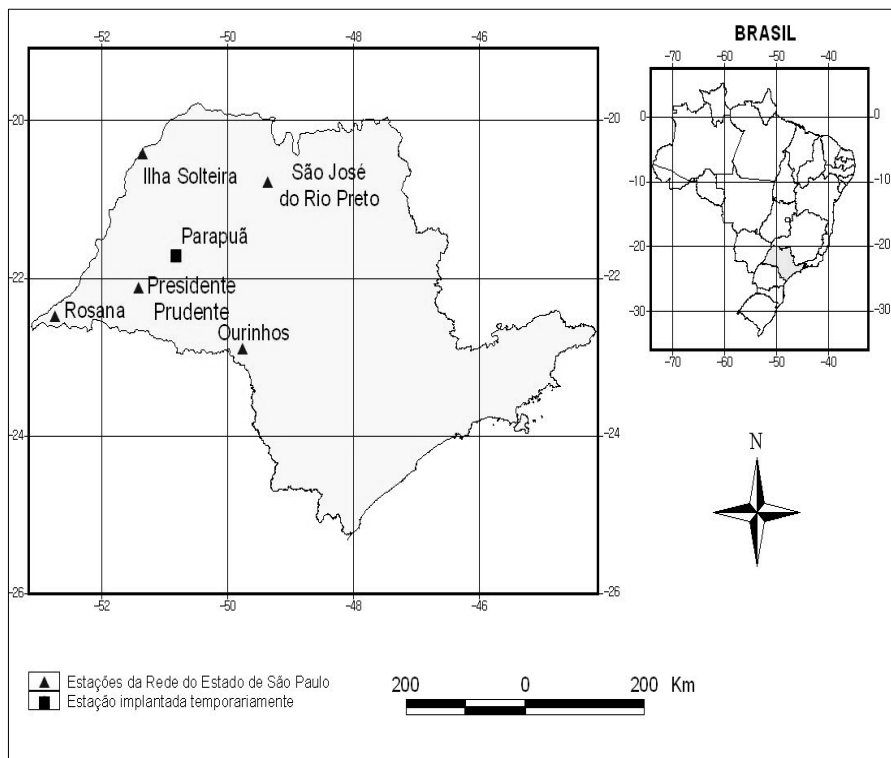 BRASIL
-52 -50 -48 -46
-70 -60 -50 -40
-20
-20
Ilha Solteira
São José
do Rio Preto
Parapuã
-22
-22
Presidente
Prudente
Rosana
Ourinhos
-24
-24
-26
-26
-52 -50 -48 -46
0
0
-10
-10
-20
-20
-30
-30
-70 -60 -50 -40
N
Estações da Rede do Estado de São Paulo
Estação implantada temporariamente
200 0 200 Km